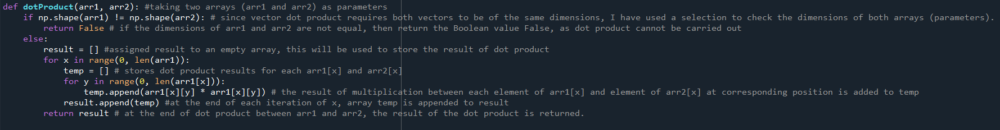 def dotProduct(arr1, arr2): #taking two arrays (arr1 and arr2) as parameters
    if np.shape(arr1) != np.shape(arr2): # since vector dot product requires both vectors to be of the same dimensions, I have used a selection to check the dimensions of both arrays (parameters).
        return False # if the dimensions of arr1 and arr2 are not equal, then return the Boolean value False, as dot product cannot be carried out
    else:
        result = [] #assigned result to an empty array, this will be used to store the result of dot product
        for x in range(0, len(arr1)):
            temp = [] # stores dot product results for each arr1[x] and arr2[x]
            for y in range(0, len(arr1[x])):
                temp.append(arr1[x][y] * arr1[x][y]) # the result of multiplication between each element of arr1[x] and element of arr2[x] at corresponding position is added to temp
            result.append(temp) #at the end of each iteration of x, array temp is appended to result
        return result # at the end of dot product between arr1 and arr2, the result of the dot product is returned.